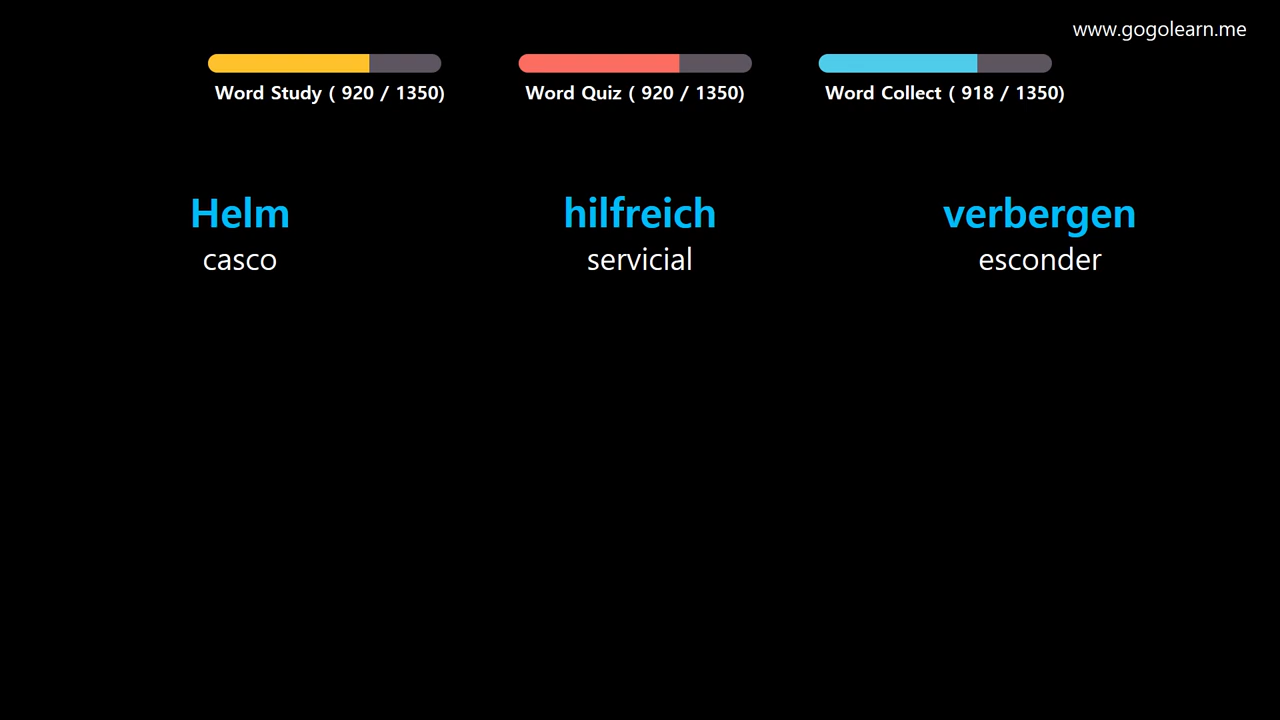 www.gogolearn.me
Word Study ( 920 / 1350)
Word Quiz ( 920 / 1350)
Word Collect ( 918 / 1350)
Helm
casco
hilfreich
servicial
verbergen
esconder